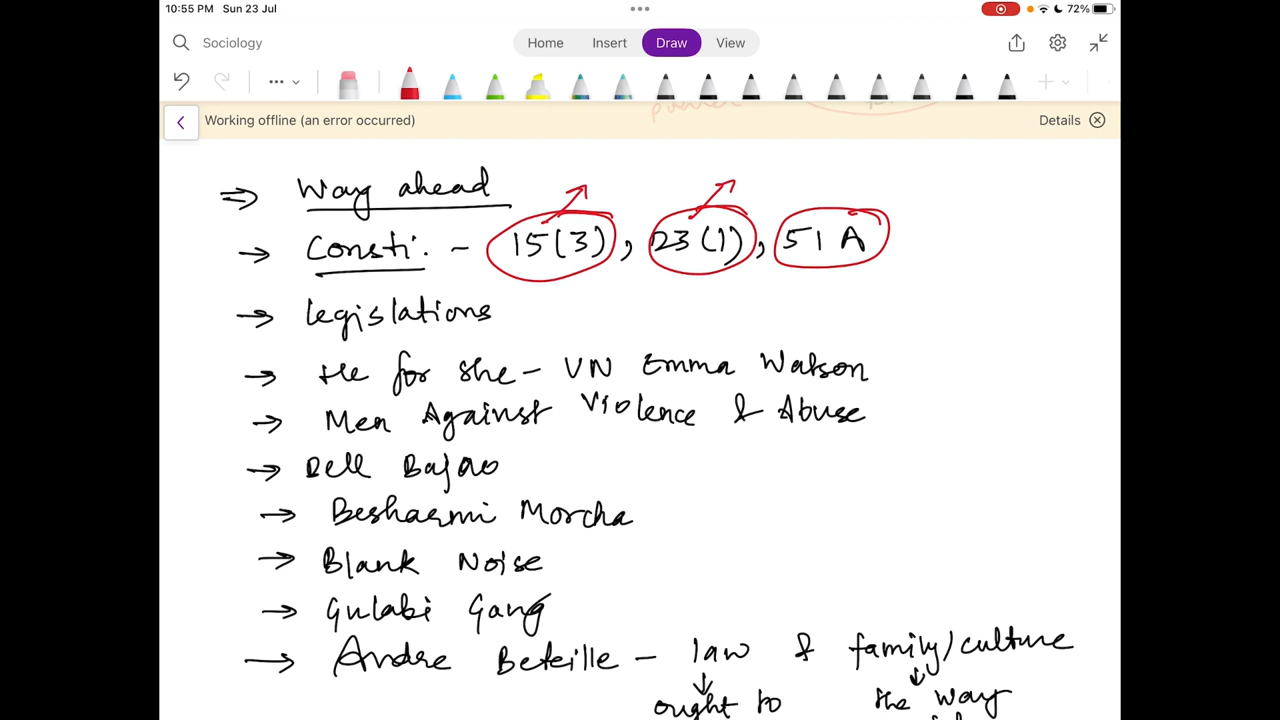 10:55 PM Sun 23 Jul 72%
Sociology Home Insert Draw View
Working offline (an error occurred) Details
⇒ Way ahead
→ Consti. - 15(3), 23(1), 51A
→ legislations
→ He for she - UN Emma Watson
→ Men Against Violence & Abuse
→ Bell Bajao
→ Besharmi Morcha
→ Blank Noise
→ Gulabi Gang
→ Andre Beteille - law & family/culture
ought to the way